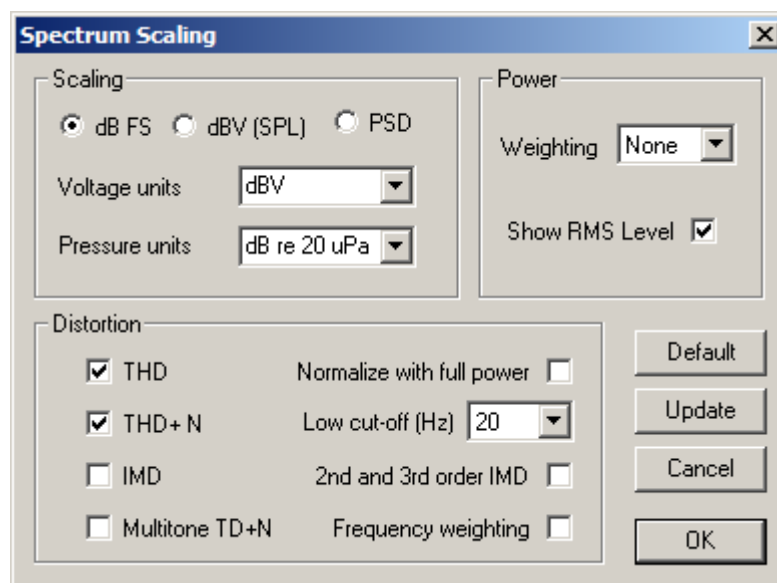 Spectrum Scaling
Scaling
dB FS dBV (SPL) PSD
Voltage units dBV
Pressure units dB re 20 uPa
Power
Weighting None
Show RMS Level
Distortion
THD Normalize with full power
THD+ N Low cut-off (Hz) 20
IMD 2nd and 3rd order IMD
Multitone TD+N Frequency weighting
Default
Update
Cancel
OK